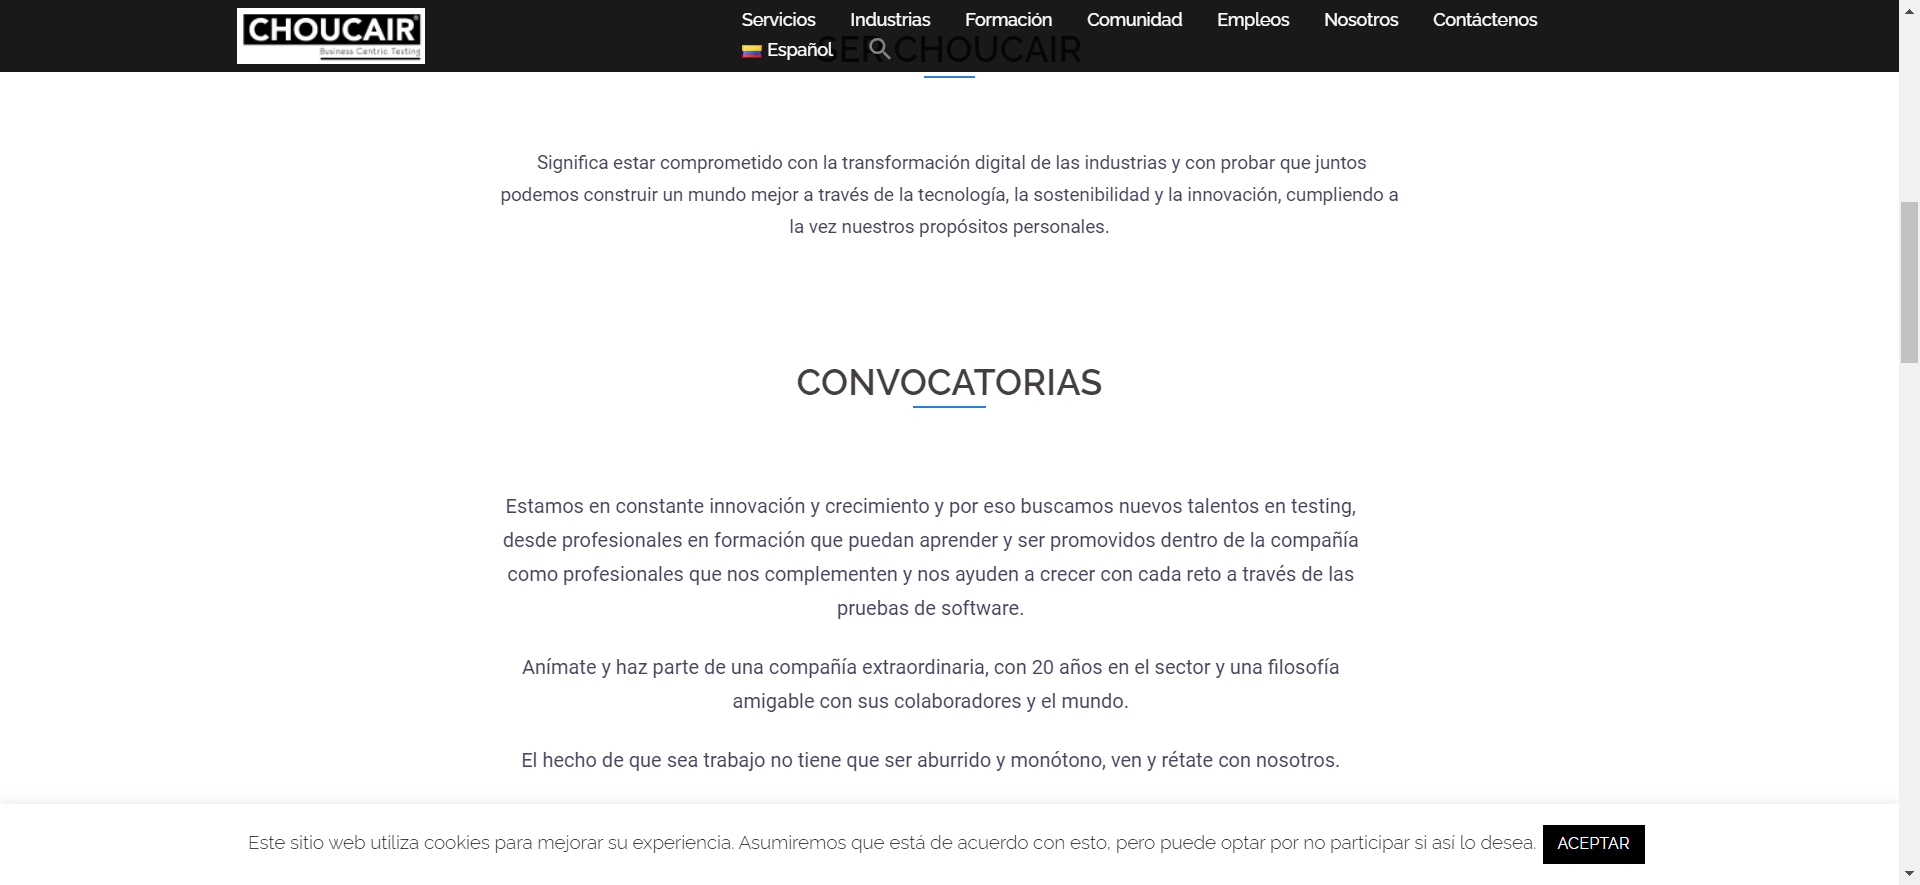 CHOUCAIR®
Business Centric Testing
Servicios Industrias Formación Comunidad Empleos Nosotros Contáctenos
Español
SER CHOUCAIR
Significa estar comprometido con la transformación digital de las industrias y con probar que juntos
podemos construir un mundo mejor a través de la tecnología, la sostenibilidad y la innovación, cumpliendo a
la vez nuestros propósitos personales.
CONVOCATORIAS
Estamos en constante innovación y crecimiento y por eso buscamos nuevos talentos en testing,
desde profesionales en formación que puedan aprender y ser promovidos dentro de la compañía
como profesionales que nos complementen y nos ayuden a crecer con cada reto a través de las
pruebas de software.
Anímate y haz parte de una compañía extraordinaria, con 20 años en el sector y una filosofía
amigable con sus colaboradores y el mundo.
El hecho de que sea trabajo no tiene que ser aburrido y monótono, ven y rétate con nosotros.
Este sitio web utiliza cookies para mejorar su experiencia. Asumiremos que está de acuerdo con esto, pero puede optar por no participar si así lo desea. ACEPTAR